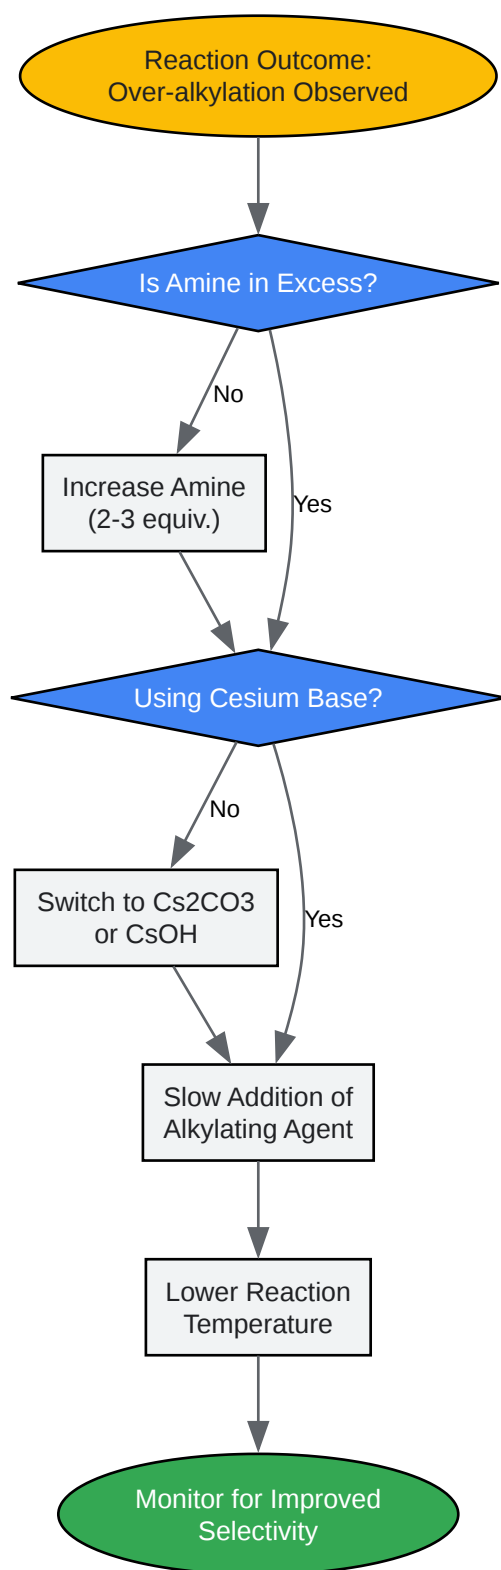 Reaction Outcome:
Over-alkylation Observed
Is Amine in Excess?
No
Increase Amine
(2-3 equiv.)
Yes
Using Cesium Base?
No
Switch to Cs2CO3
or CsOH
Yes
Slow Addition of
Alkylating Agent
Lower Reaction
Temperature
Monitor for Improved
Selectivity